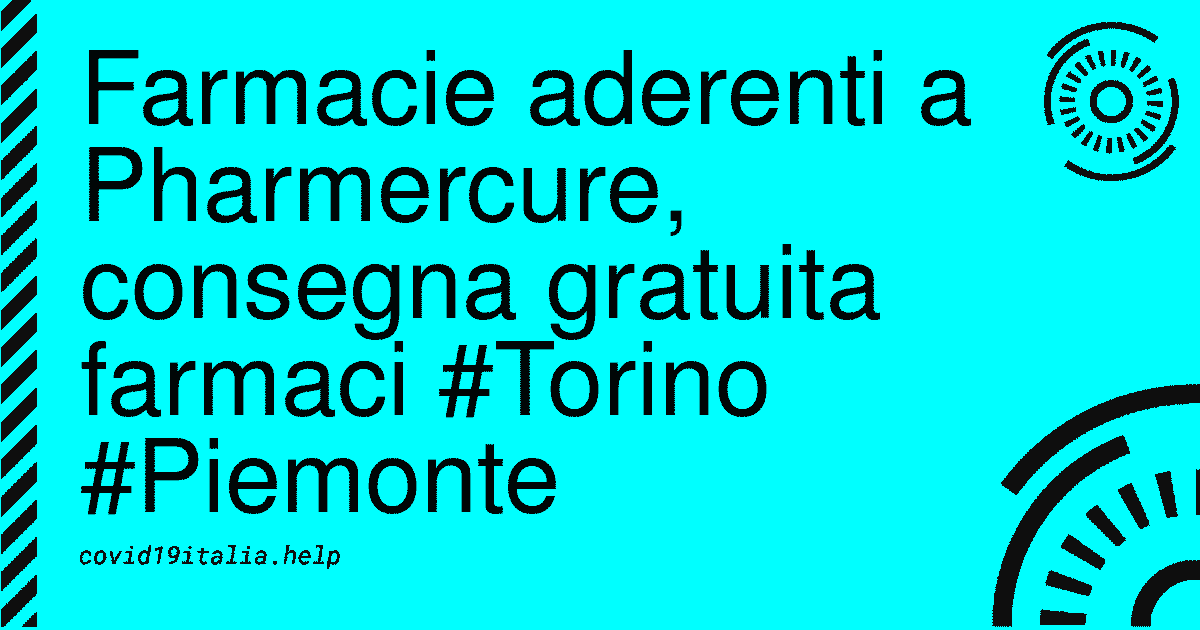 Farmacie aderenti a
Pharmercure,
consegna gratuita
farmaci #Torino
#Piemonte
covid19italia.help